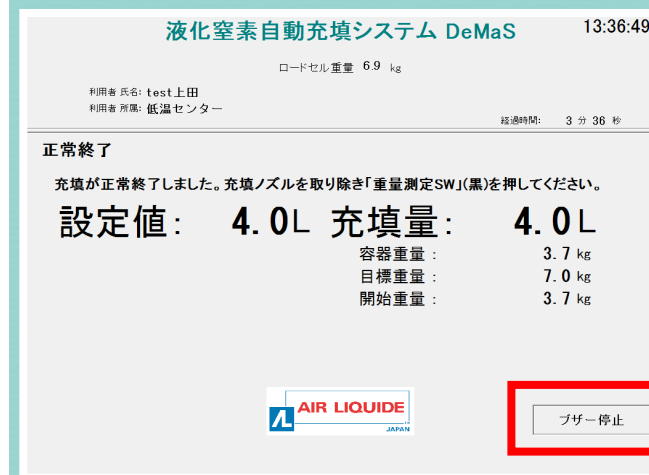 液化窒素自動充填システム DeMaS 13:36:49
ロードセル重量 6.9 kg
利用者 氏名: test上田
利用者 所属: 低温センター
経過時間: 3 分 36 秒
正常終了
充填が正常終了しました。充填ノズルを取り除き「重量測定SW」(黒)を押してください。
設定値: 4.0L 充填量: 4.0L
容器重量 : 3.7 kg
目標重量 : 7.0 kg
開始重量 : 3.7 kg
AIR LIQUIDE
JAPAN
ブザー停止